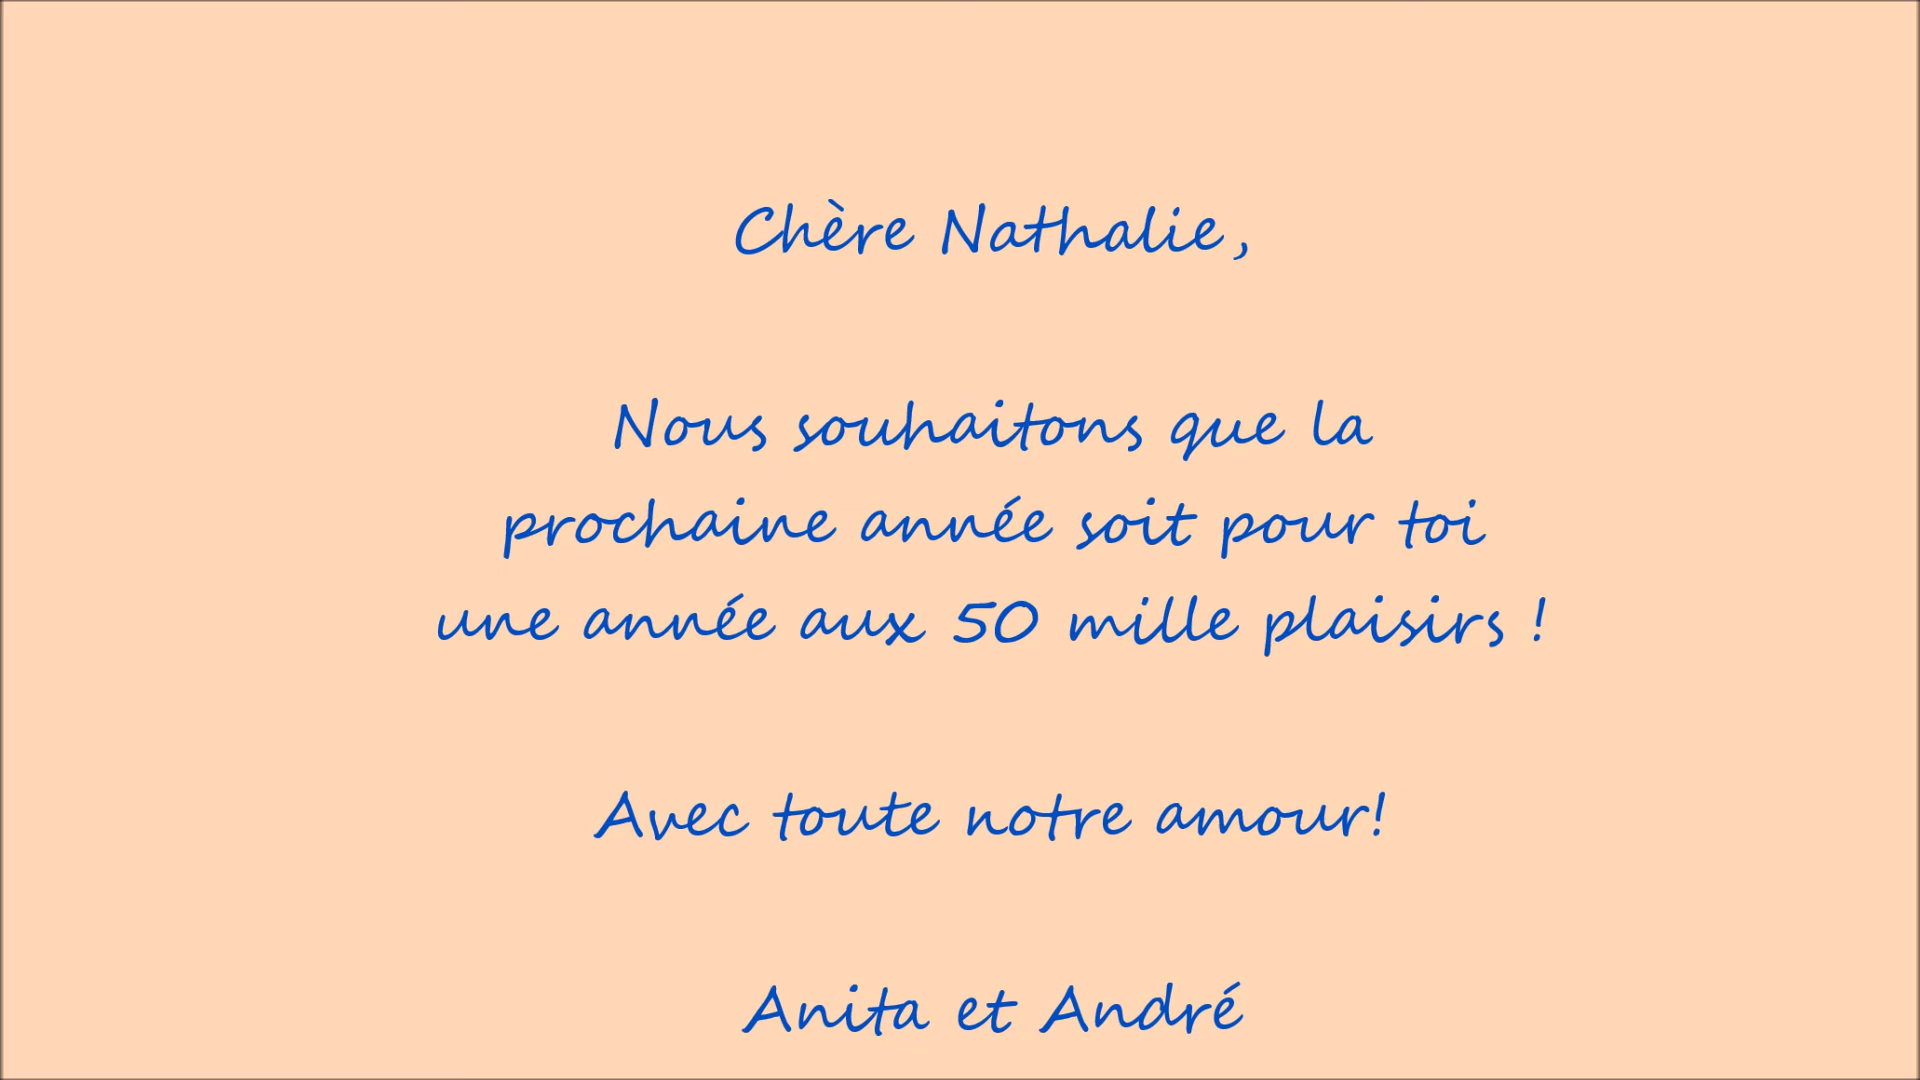 Chère Nathalie,
Nous souhaitons que la
prochaine année soit pour toi
une année aux 50 mille plaisirs !
Avec toute notre amour!
Anita et André